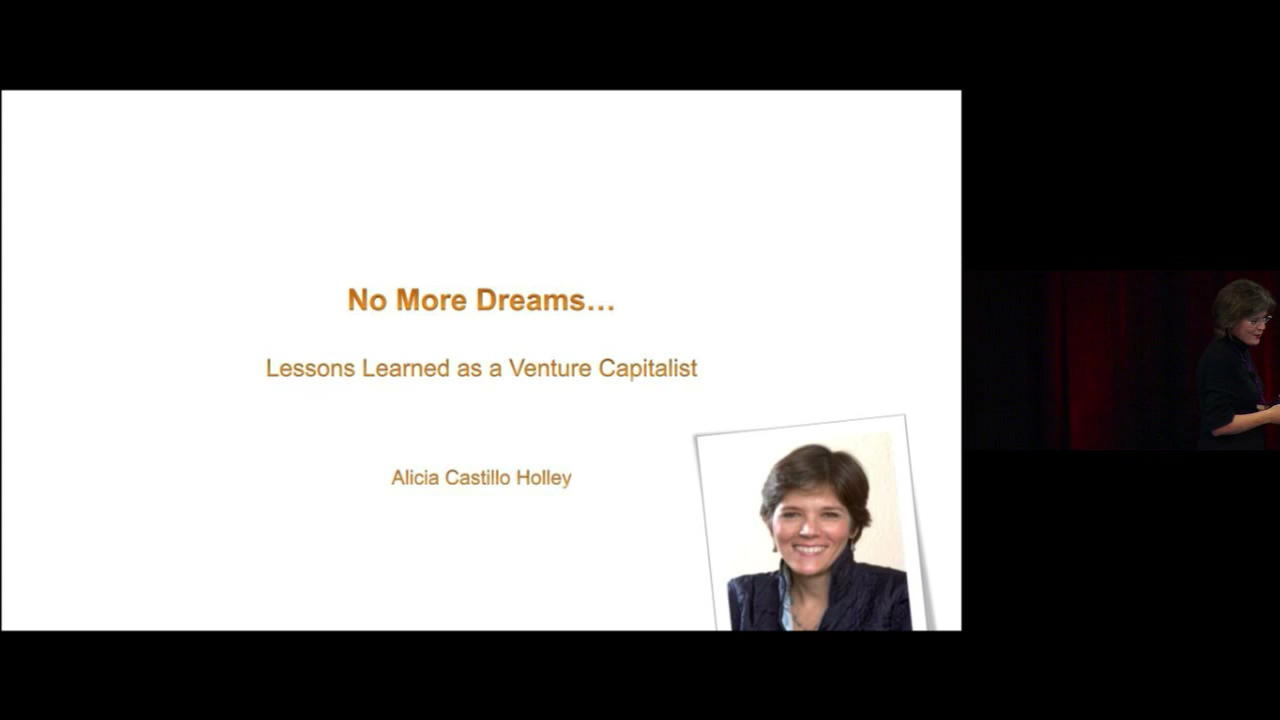 No More Dreams…
Lessons Learned as a Venture Capitalist
Alicia Castillo Holley